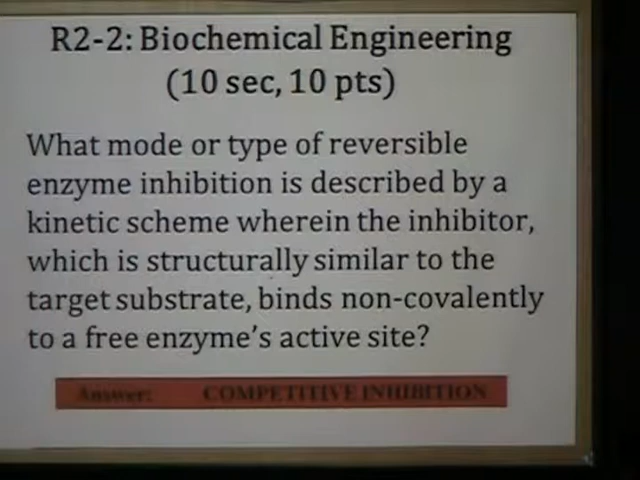 R2-2: Biochemical Engineering
(10 sec, 10 pts)
What mode or type of reversible
enzyme inhibition is described by a
kinetic scheme wherein the inhibitor,
which is structurally similar to the
target substrate, binds non-covalently
to a free enzyme's active site?
Answer: COMPETITIVE INHIBITION